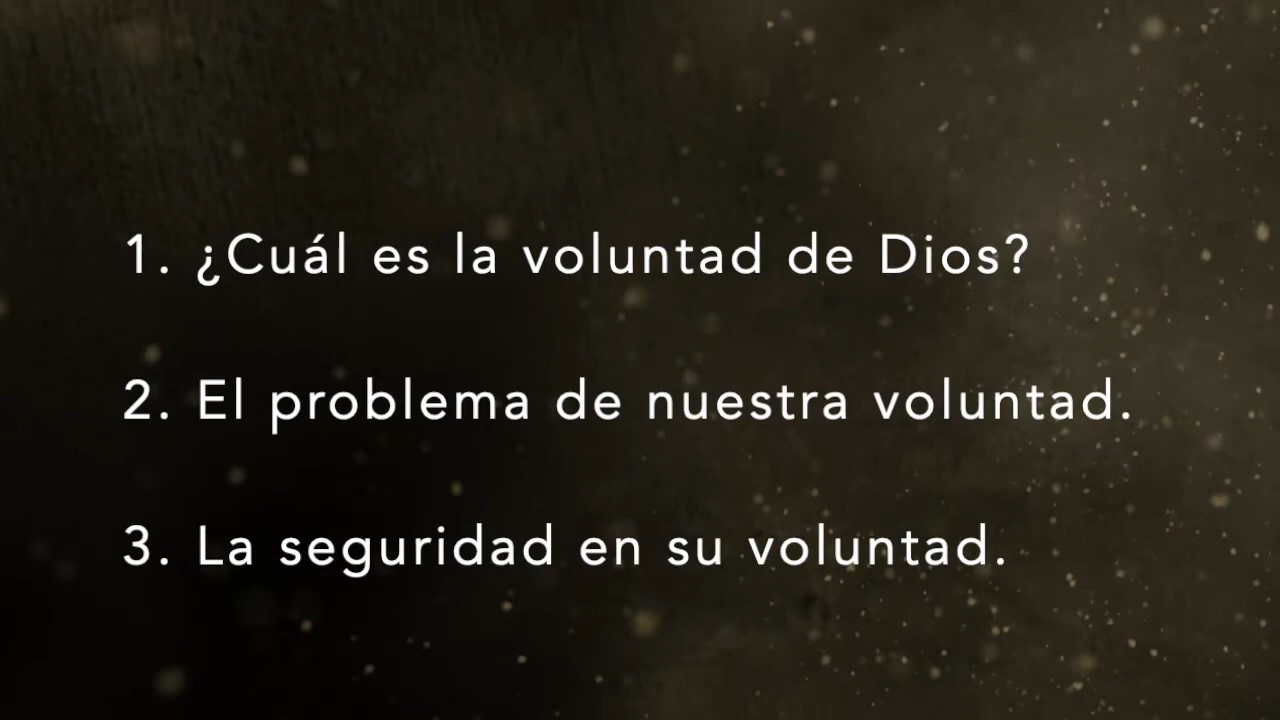 1. ¿Cuál es la voluntad de Dios?
2. El problema de nuestra voluntad.
3. La seguridad en su voluntad.